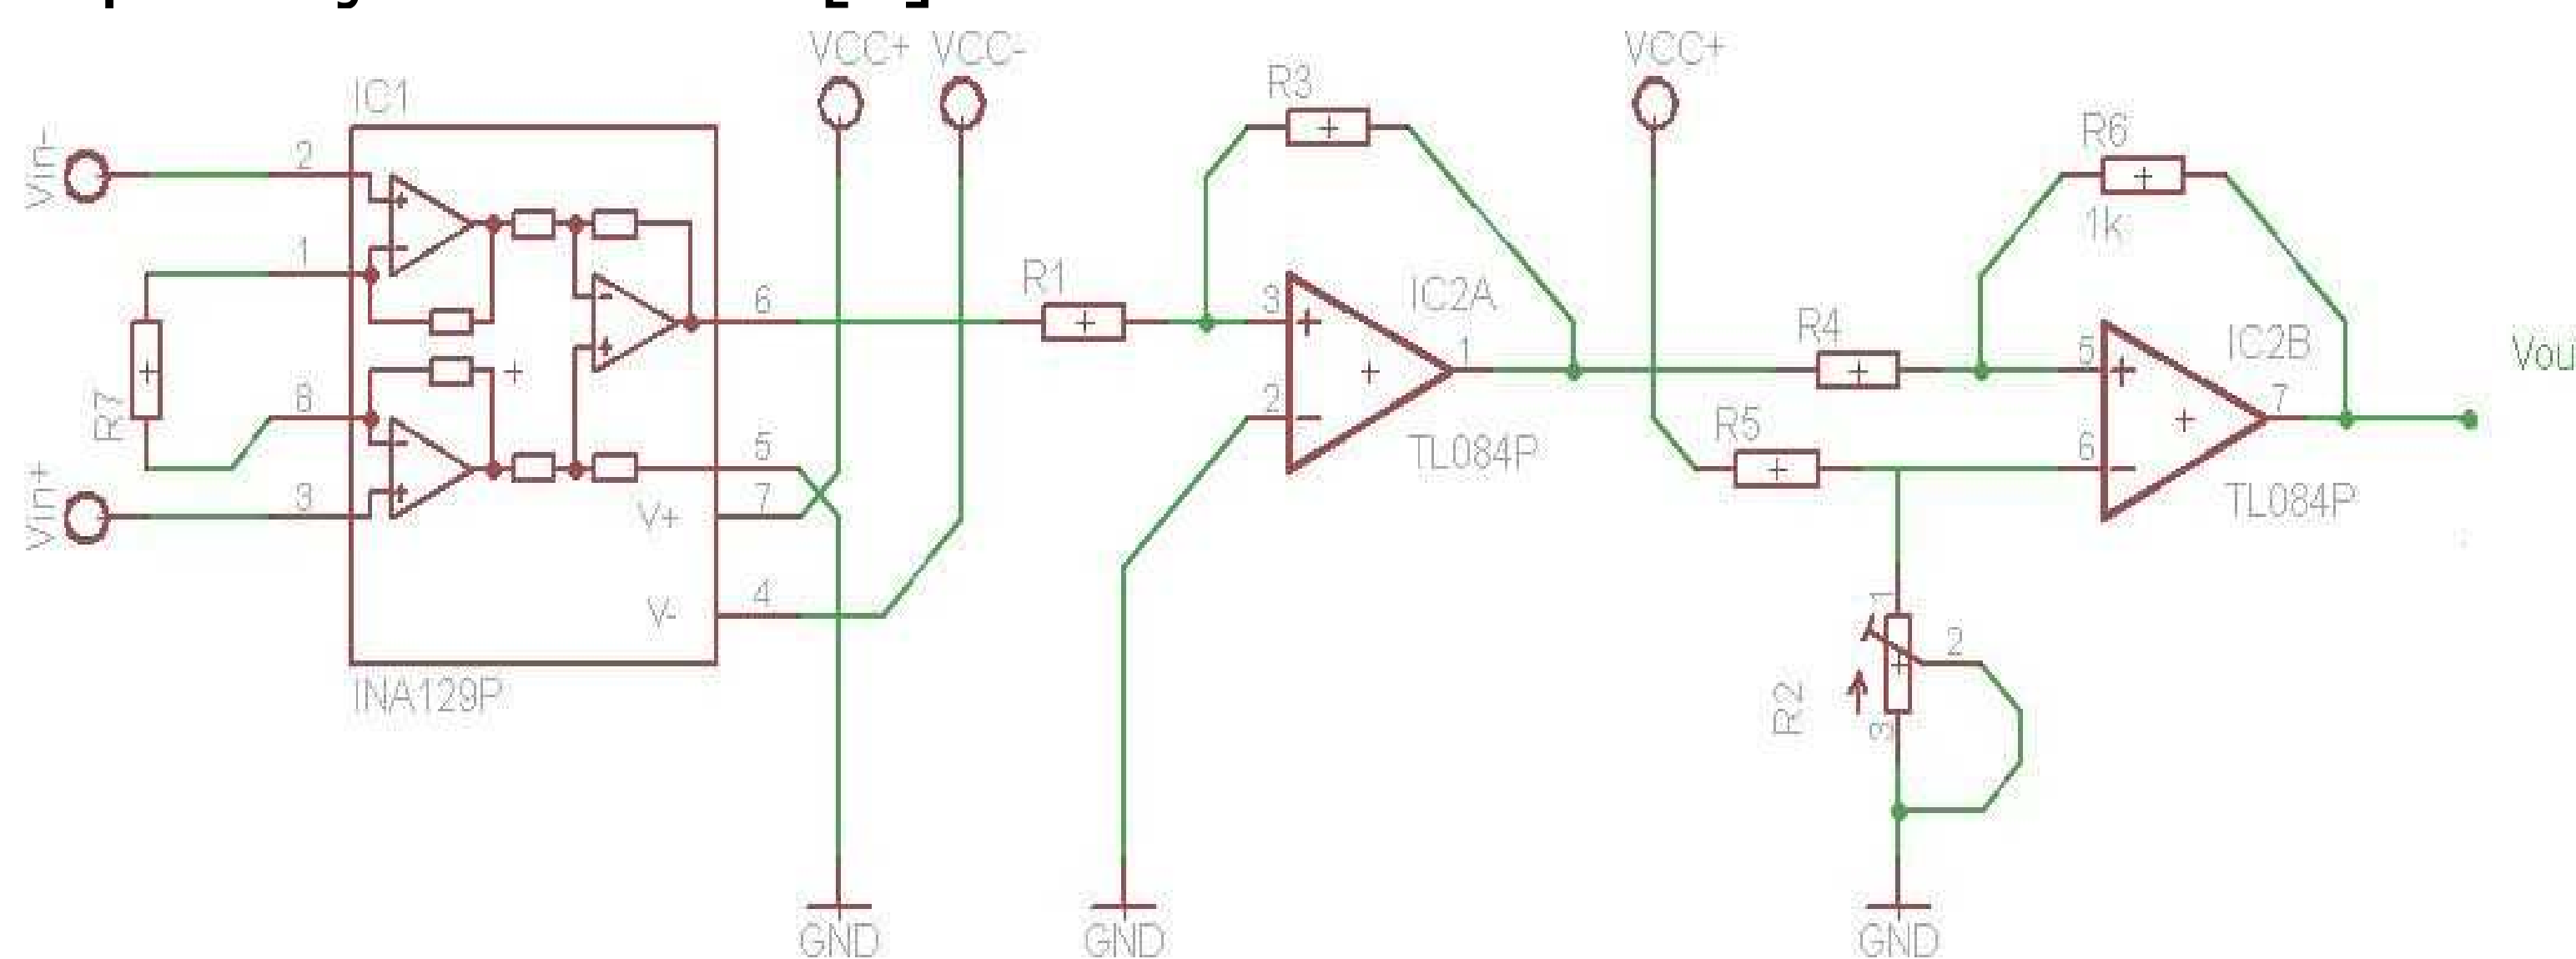 VCC+ VCC- VCC+
IC1
R3
R6
1k
Vin-
2
1
R7
8
Vin+
3
6
5
V+ 7
V- 4
INA129P
R1
3
2
IC2A
1
TL084P
R4
R5
5
6
IC2B
7
TL084P
Vou
1
2
R2
3
GND GND GND